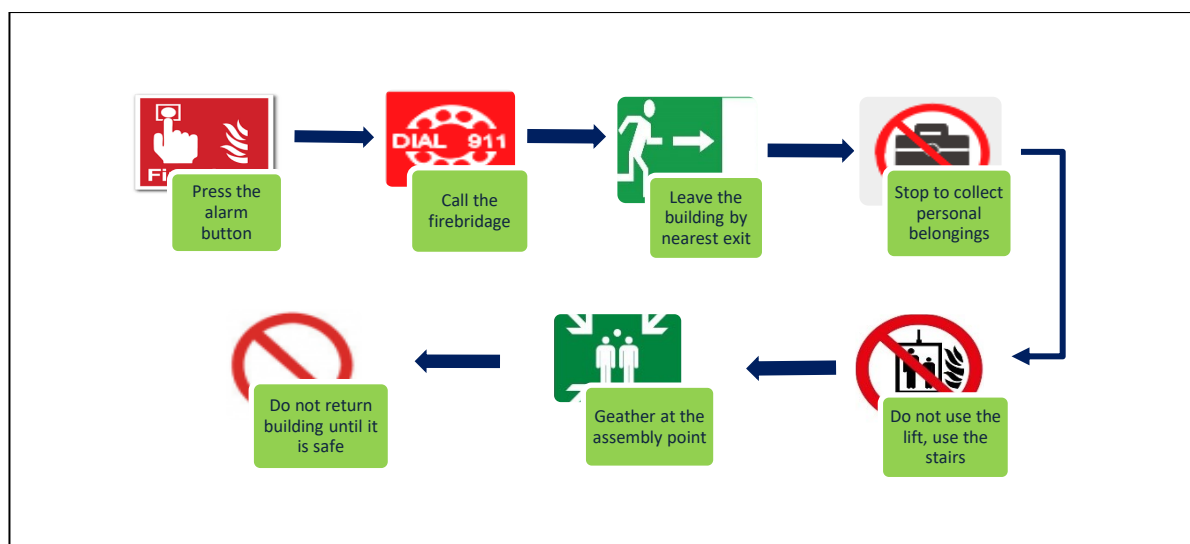 Fi
Press the
alarm
button
DIAL 911
Call the
firebridage
Leave the
building by
nearest exit
Stop to collect
personal
belongings
Do not use the
lift, use the
stairs
Geather at the
assembly point
Do not return
building until it
is safe